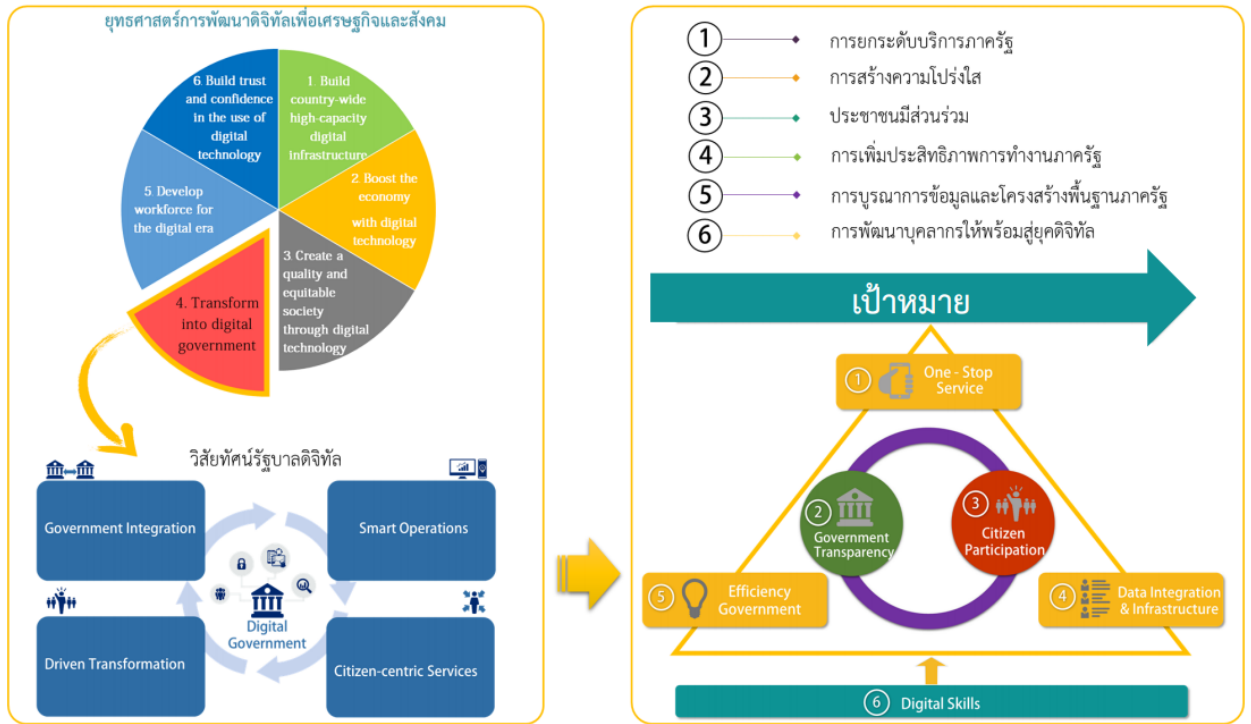 ยุทธศาสตร์การพัฒนาดิจิทัลเพื่อเศรษฐกิจและสังคม
6. Build trust
and confidence
in the use of
digital
technology
1. Build
country-wide
high-capacity
digital
infrastructure
2. Boost the
economy
with digital
technology
3. Create a
quality and
equitable
society
through digital
technology
4. Transform
into digital
government
5. Develop
workforce for
the digital era
วิสัยทัศน์รัฐบาลดิจิทัล
Government Integration
Smart Operations
Digital
Government
Driven Transformation
Citizen-centric Services
1 การยกระดับบริการภาครัฐ
2 การสร้างความโปร่งใส
3 ประชาชนมีส่วนร่วม
4 การเพิ่มประสิทธิภาพการทำงานภาครัฐ
5 การบูรณาการข้อมูลและโครงสร้างพื้นฐานภาครัฐ
6 การพัฒนาบุคลากรให้พร้อมสู่ยุคดิจิทัล
เป้าหมาย
1 One - Stop
Service
2
Government
Transparency
3
Citizen
Participation
5 Efficiency
Government
4 Data Integration
& Infrastructure
6 Digital Skills